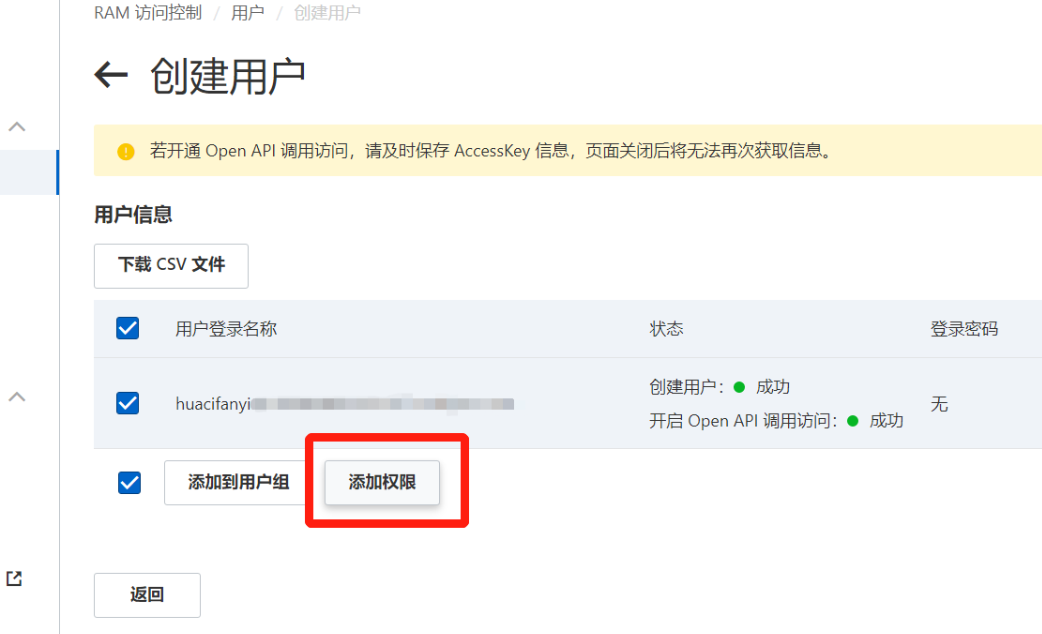 RAM 访问控制 / 用户 / 创建用户
创建用户
若开通 Open API 调用访问，请及时保存 AccessKey 信息，页面关闭后将无法再次获取信息。
用户信息
下载 CSV 文件
用户登录名称 状态 登录密码
huacifanyi 创建用户： 成功 无
开启 Open API 调用访问： 成功
添加到用户组 添加权限
返回